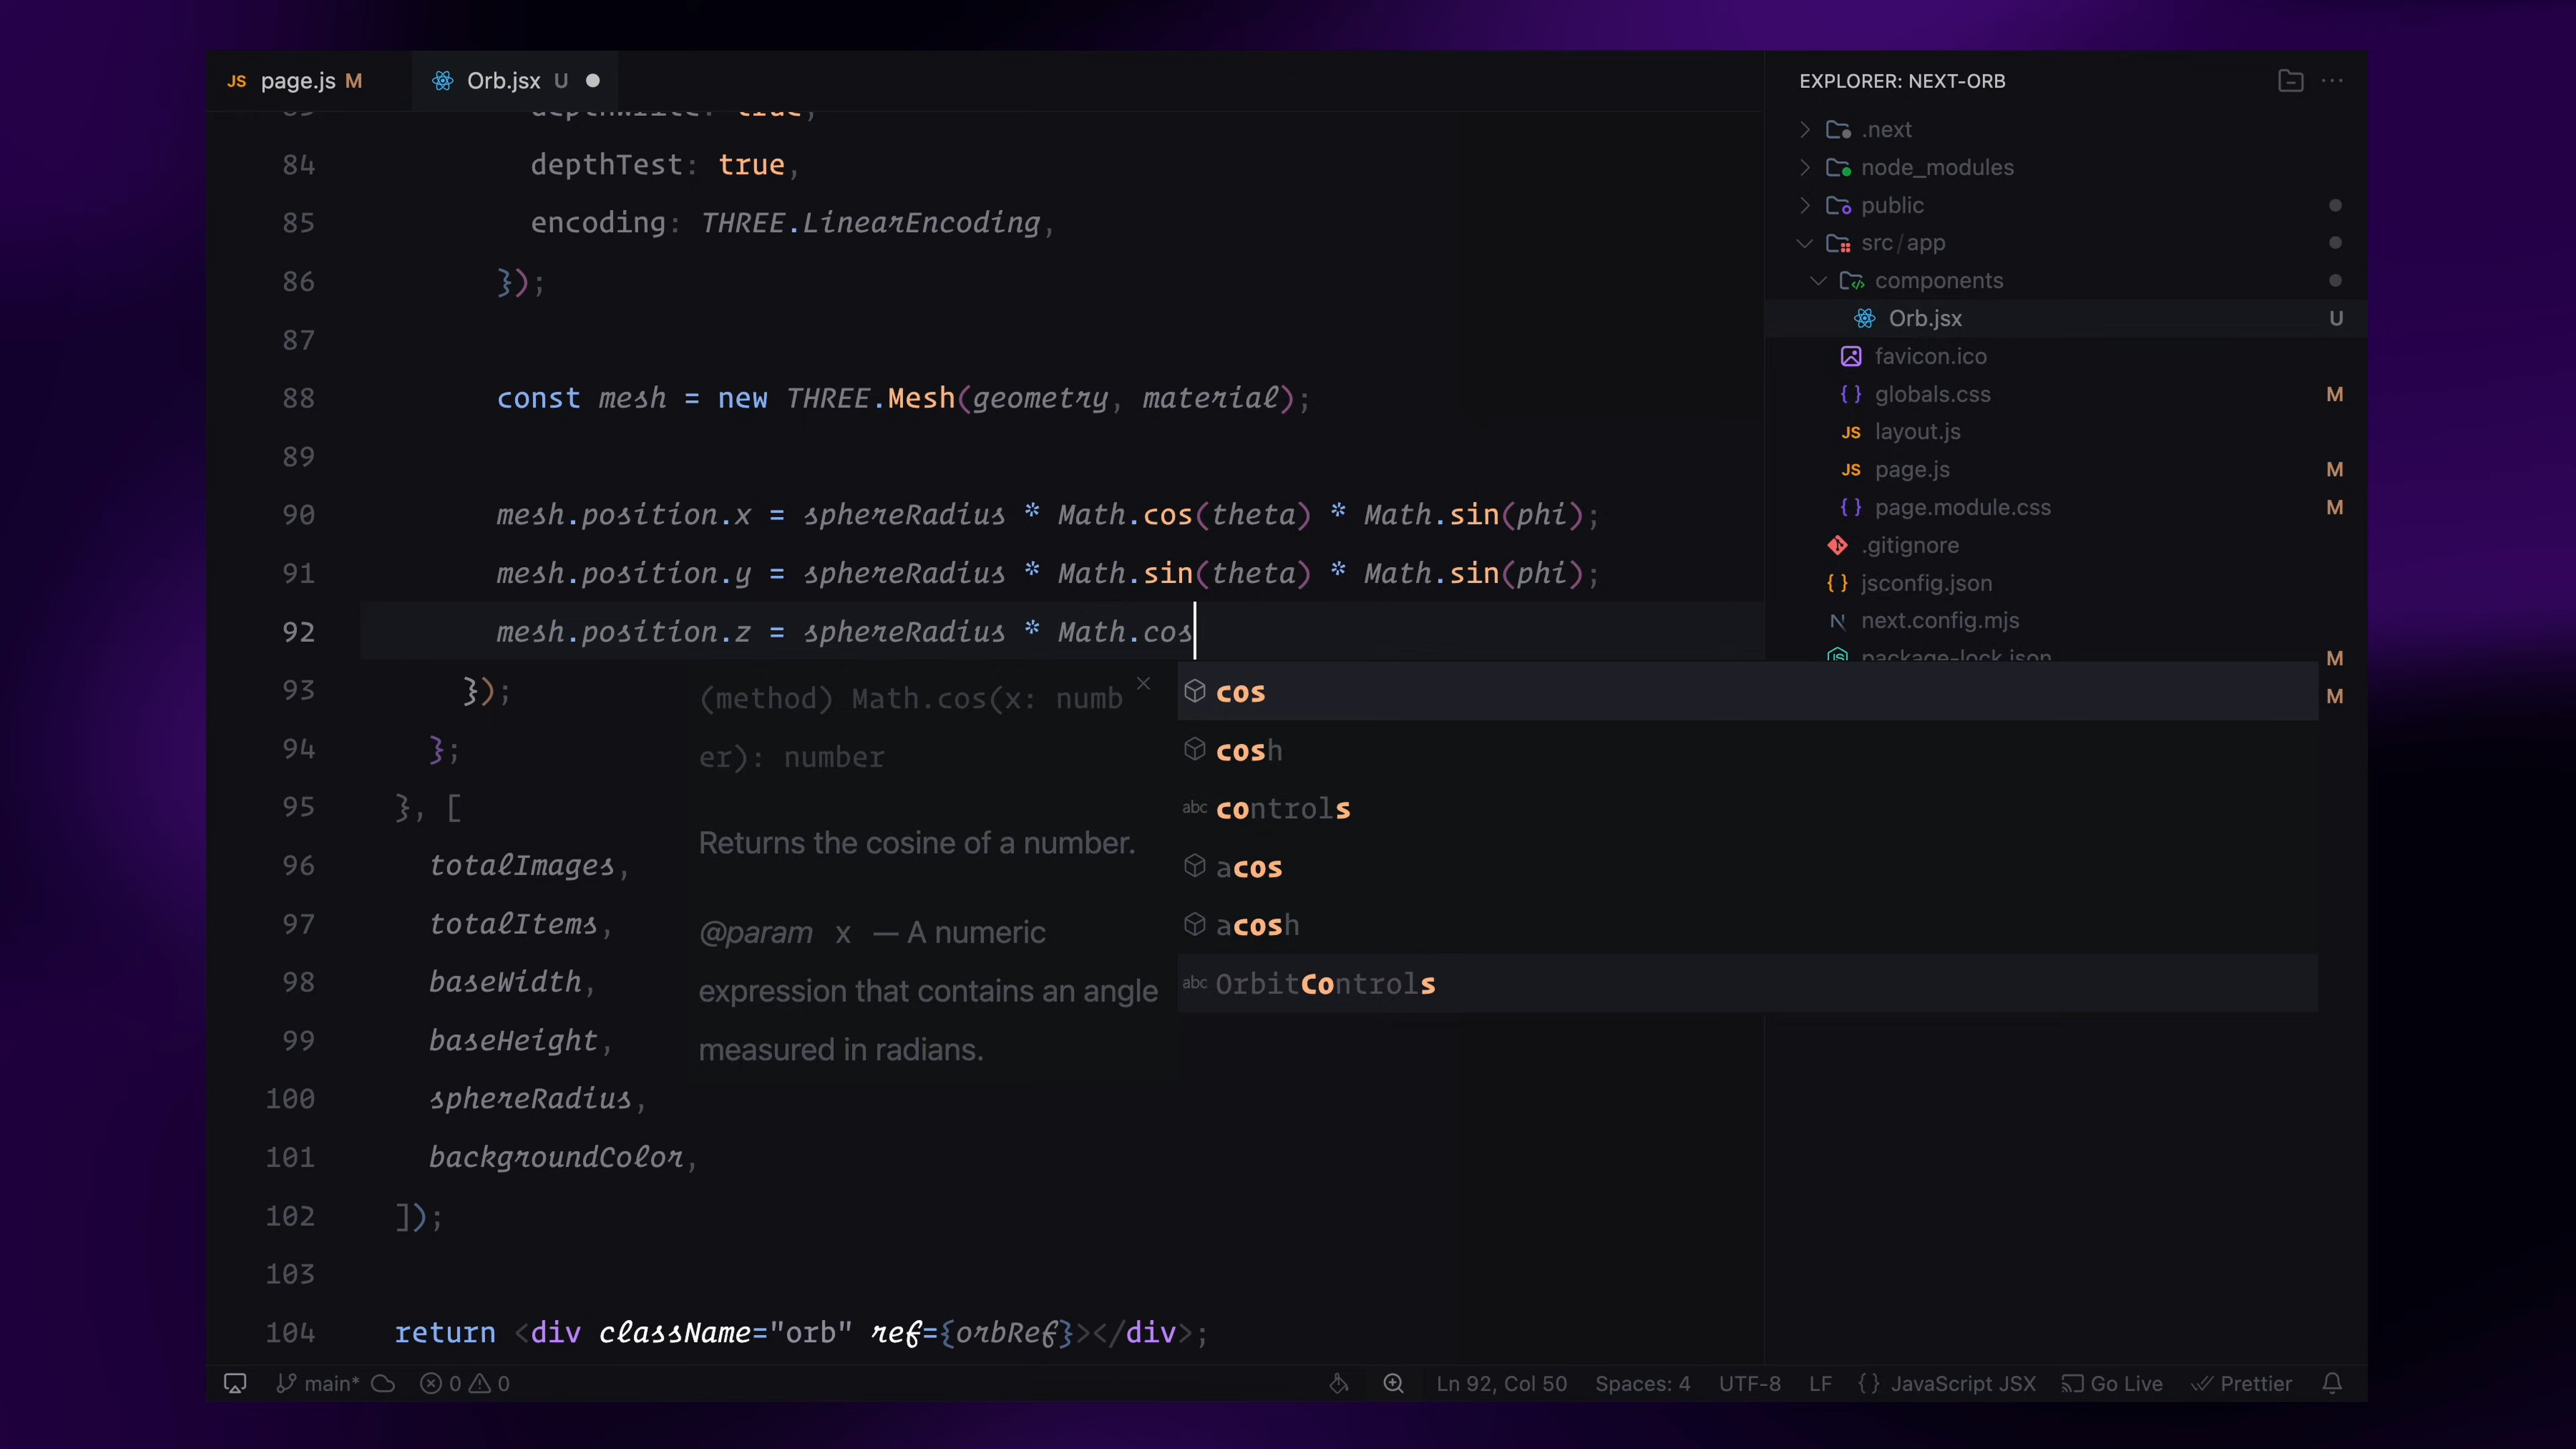 JS page.js M
Orb.jsx U
EXPLORER: NEXT-ORB
84 depthTest: true,
85 encoding: THREE.LinearEncoding,
86 });
87
88 const mesh = new THREE.Mesh(geometry, material);
89
90 mesh.position.x = sphereRadius * Math.cos(theta) * Math.sin(phi);
91 mesh.position.y = sphereRadius * Math.sin(theta) * Math.sin(phi);
92 mesh.position.z = sphereRadius * Math.cos
93 });
94 };
95 }, [
96 totalImages,
97 totalItems,
98 baseWidth,
99 baseHeight,
100 sphereRadius,
101 backgroundColor,
102 ]);
103
104 return <div className="orb" ref={orbRef}></div>;
(method) Math.cos(x: numb
er): number
Returns the cosine of a number.
@param x — A numeric
expression that contains an angle
measured in radians.
cos
cosh
abc controls
acos
acosh
abc OrbitControls
.next
node_modules
public
src/app
components
Orb.jsx U
favicon.ico
{ } globals.css M
JS layout.js
JS page.js M
{ } page.module.css M
.gitignore
{ } jsconfig.json
N next.config.mjs
package-lock.json M
M
main* 0 0
Ln 92, Col 50 Spaces: 4 UTF-8 LF { } JavaScript JSX Go Live Prettier